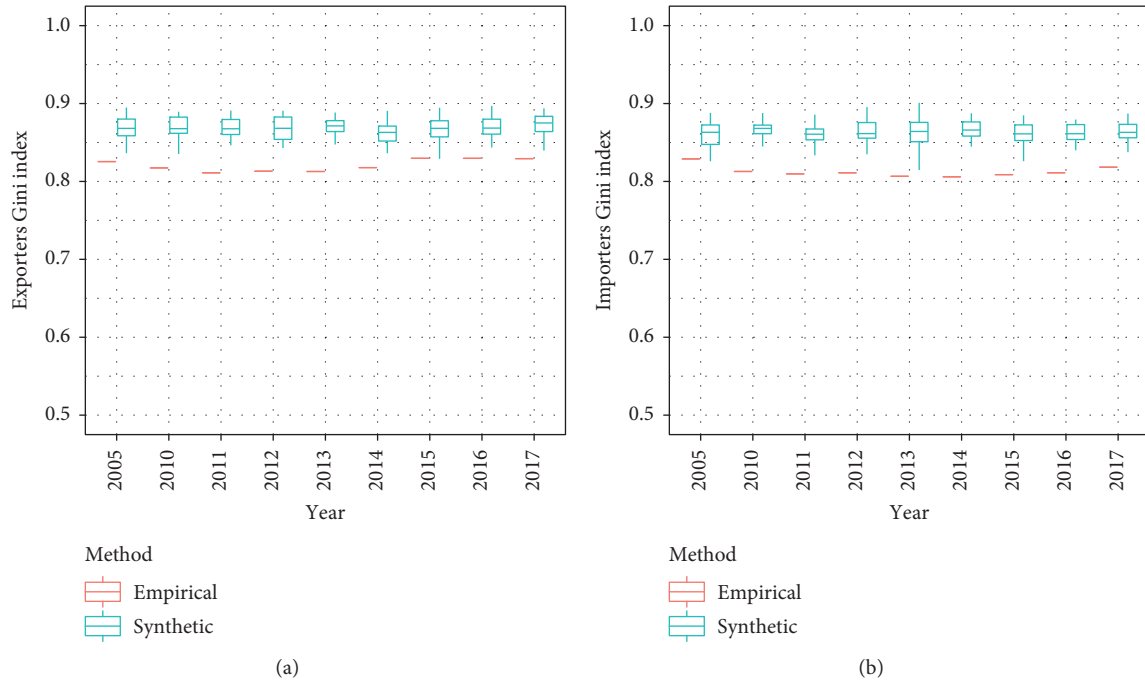 Exporters Gini index
1.0
0.9
0.8
0.7
0.6
0.5
2005
2010
2011
2012
2013
2014
2015
2016
2017
Year
Method
Empirical
Synthetic
(a)
Importers Gini index
1.0
0.9
0.8
0.7
0.6
0.5
2005
2010
2011
2012
2013
2014
2015
2016
2017
Year
Method
Empirical
Synthetic
(b)